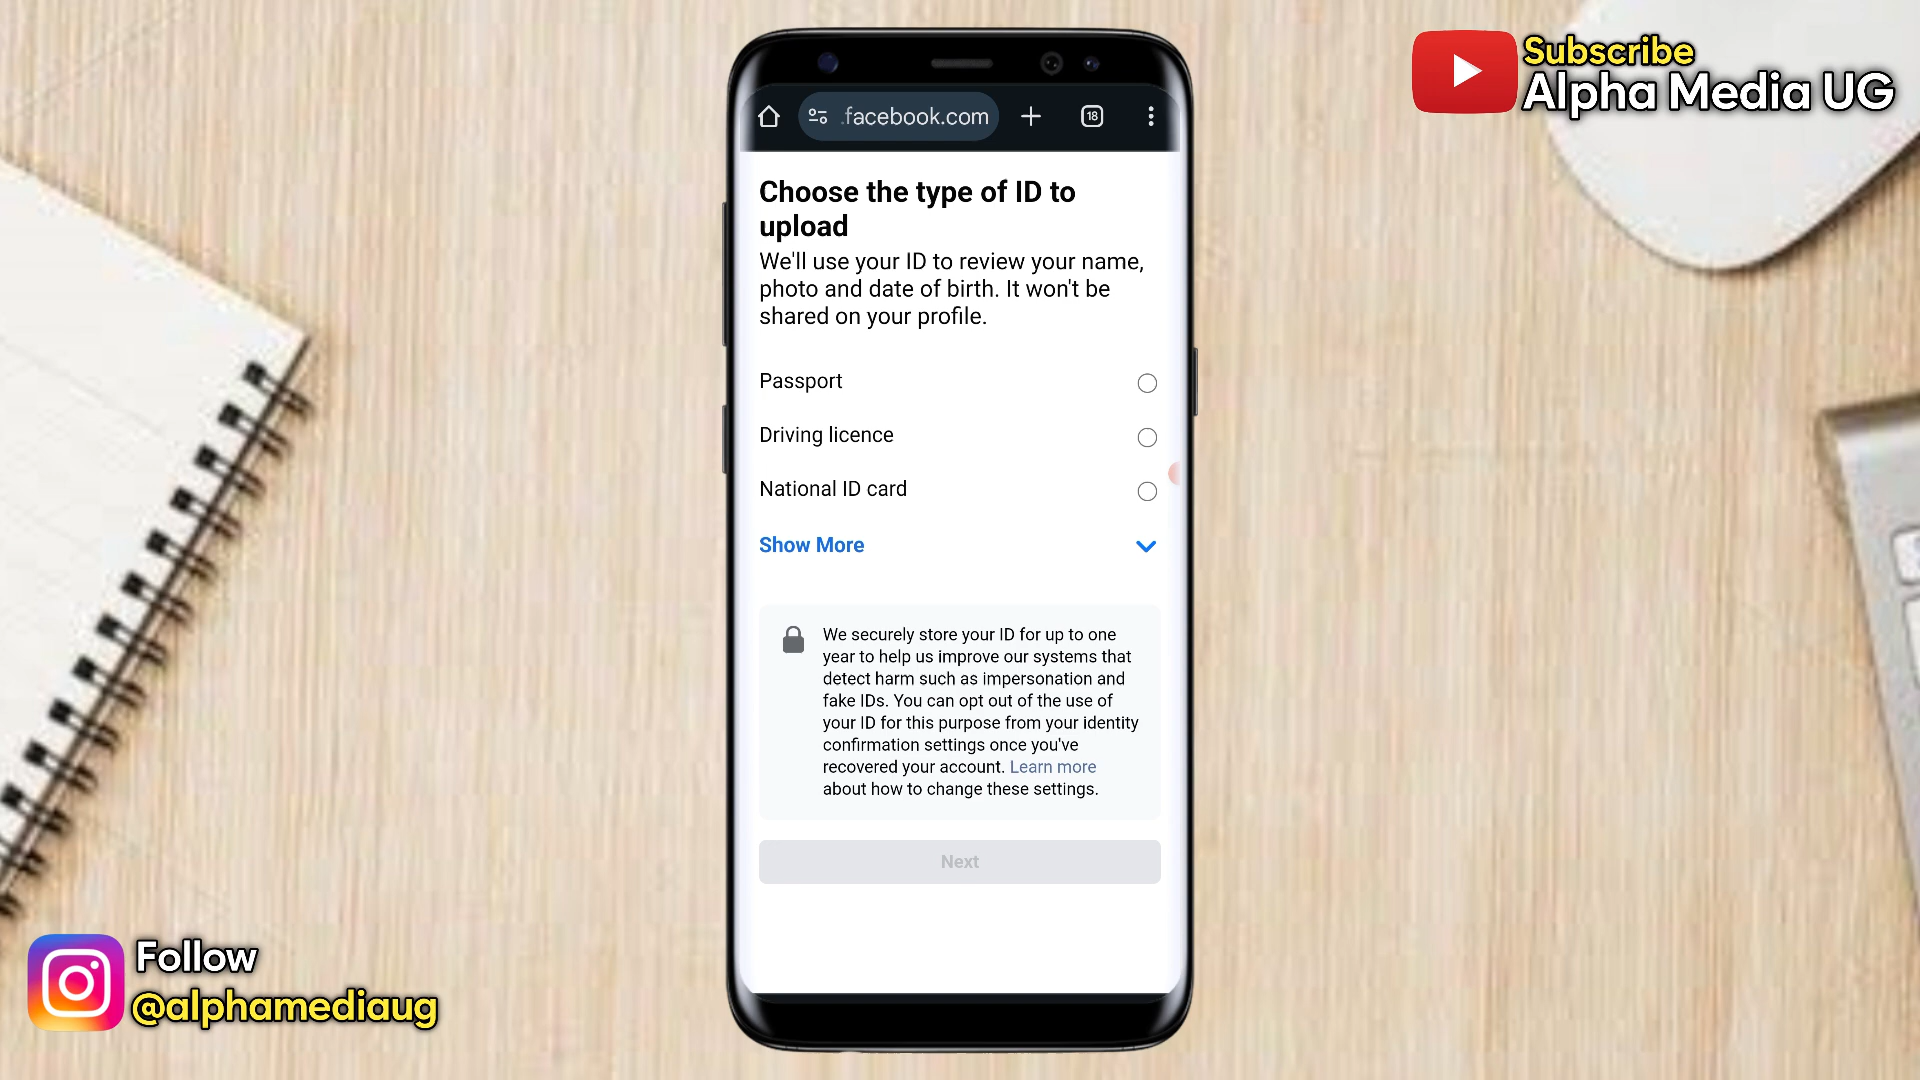 Subscribe
Alpha Media UG
.facebook.com
18
Choose the type of ID to
upload
We'll use your ID to review your name,
photo and date of birth. It won't be
shared on your profile.
Passport
Driving licence
National ID card
Show More
We securely store your ID for up to one
year to help us improve our systems that
detect harm such as impersonation and
fake IDs. You can opt out of the use of
your ID for this purpose from your identity
confirmation settings once you've
recovered your account. Learn more
about how to change these settings.
Next
Follow
@alphamediaug